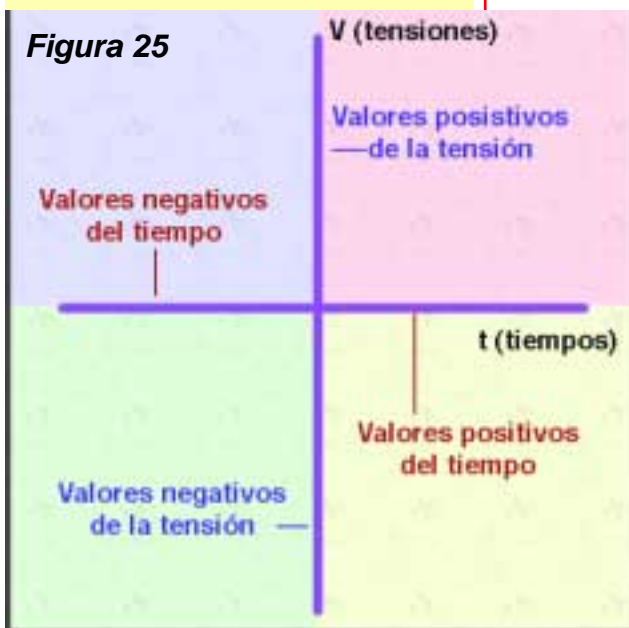 Figura 25
V (tensiones)
Valores posistivos
de la tensión
Valores negativos
del tiempo
t (tiempos)
Valores positivos
del tiempo
Valores negativos
de la tensión